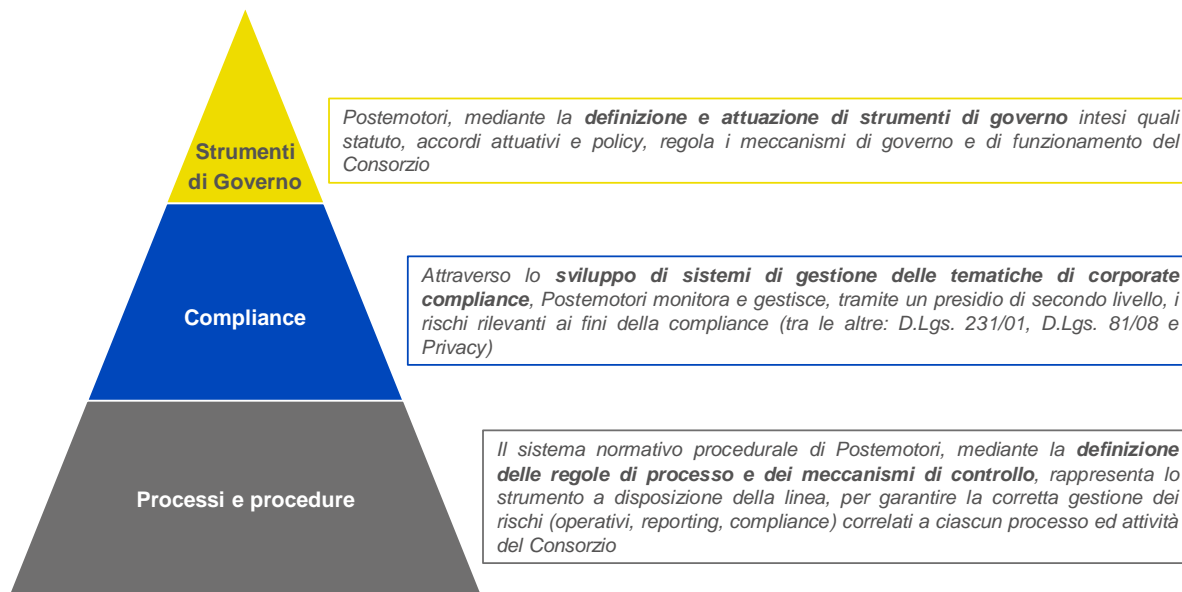 Strumenti
di Governo
Postemotori, mediante la definizione e attuazione di strumenti di governo intesi quali
statuto, accordi attuativi e policy, regola i meccanismi di governo e di funzionamento del
Consorzio
Compliance
Attraverso lo sviluppo di sistemi di gestione delle tematiche di corporate
compliance, Postemotori monitora e gestisce, tramite un presidio di secondo livello, i
rischi rilevanti ai fini della compliance (tra le altre: D.Lgs. 231/01, D.Lgs. 81/08 e
Privacy)
Processi e procedure
Il sistema normativo procedurale di Postemotori, mediante la definizione
delle regole di processo e dei meccanismi di controllo, rappresenta lo
strumento a disposizione della linea, per garantire la corretta gestione dei
rischi (operativi, reporting, compliance) correlati a ciascun processo ed attività
del Consorzio